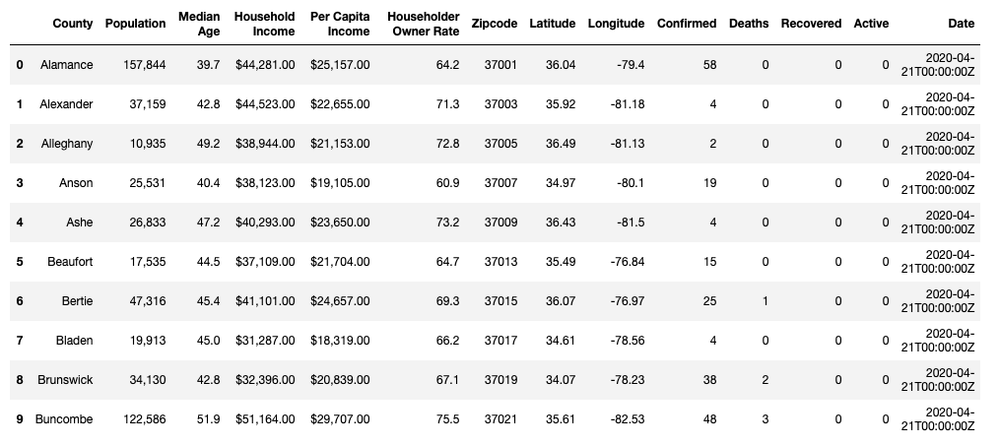 County Population Median Age Household Income Per Capita Income Householder Owner Rate Zipcode Latitude Longitude Confirmed Deaths Recovered Active Date
0 Alamance 157,844 39.7 $44,281.00 $25,157.00 64.2 37001 36.04 -79.4 58 0 0 0 2020-04-21T00:00:00Z
1 Alexander 37,159 42.8 $44,523.00 $22,655.00 71.3 37003 35.92 -81.18 4 0 0 0 2020-04-21T00:00:00Z
2 Alleghany 10,935 49.2 $38,944.00 $21,153.00 72.8 37005 36.49 -81.13 2 0 0 0 2020-04-21T00:00:00Z
3 Anson 25,531 40.4 $38,123.00 $19,105.00 60.9 37007 34.97 -80.1 19 0 0 0 2020-04-21T00:00:00Z
4 Ashe 26,833 47.2 $40,293.00 $23,650.00 73.2 37009 36.43 -81.5 4 0 0 0 2020-04-21T00:00:00Z
5 Beaufort 17,535 44.5 $37,109.00 $21,704.00 64.7 37013 35.49 -76.84 15 0 0 0 2020-04-21T00:00:00Z
6 Bertie 47,316 45.4 $41,101.00 $24,657.00 69.3 37015 36.07 -76.97 25 1 0 0 2020-04-21T00:00:00Z
7 Bladen 19,913 45.0 $31,287.00 $18,319.00 66.2 37017 34.61 -78.56 4 0 0 0 2020-04-21T00:00:00Z
8 Brunswick 34,130 42.8 $32,396.00 $20,839.00 67.1 37019 34.07 -78.23 38 2 0 0 2020-04-21T00:00:00Z
9 Buncombe 122,586 51.9 $51,164.00 $29,707.00 75.5 37021 35.61 -82.53 48 3 0 0 2020-04-21T00:00:00Z